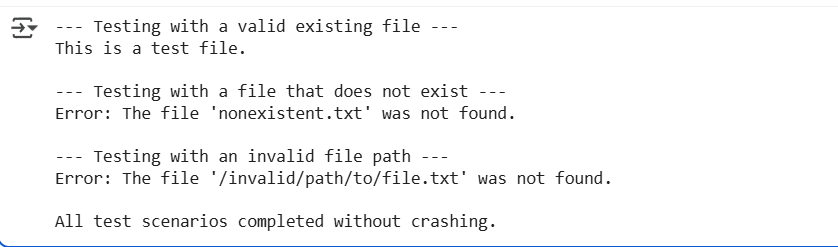 --- Testing with a valid existing file ---
This is a test file.

--- Testing with a file that does not exist ---
Error: The file 'nonexistent.txt' was not found.

--- Testing with an invalid file path ---
Error: The file '/invalid/path/to/file.txt' was not found.

All test scenarios completed without crashing.